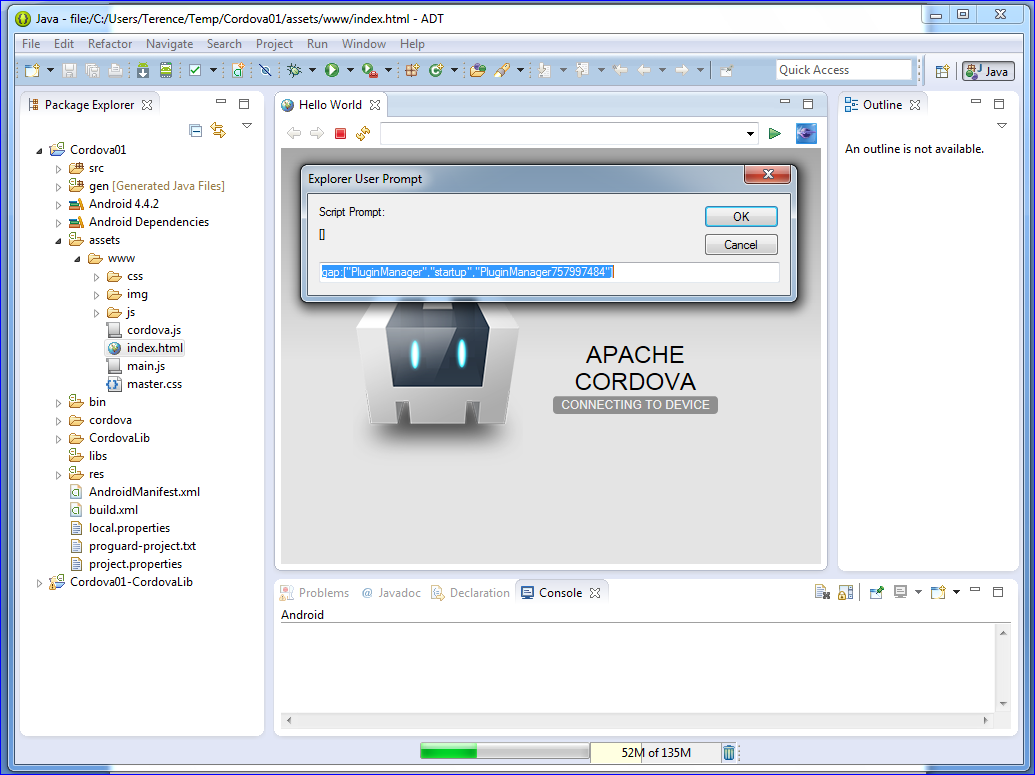 Java - file:/C:/Users/Terence/Temp/Cordova01/assets/www/index.html - ADT
File Edit Refactor Navigate Search Project Run Window Help
Quick Access
Java
Package Explorer
Cordova01
src
gen [Generated Java Files]
Android 4.4.2
Android Dependencies
assets
www
css
img
js
cordova.js
index.html
main.js
master.css
bin
cordova
CordovaLib
libs
res
AndroidManifest.xml
build.xml
local.properties
proguard-project.txt
project.properties
Cordova01-CordovaLib
Hello World
Explorer User Prompt
Script Prompt:
[]
OK
Cancel
gap:["PluginManager","startup","PluginManager757997484"]
APACHE
CORDOVA
CONNECTING TO DEVICE
Outline
An outline is not available.
Problems @ Javadoc Declaration Console
Android
52M of 135M